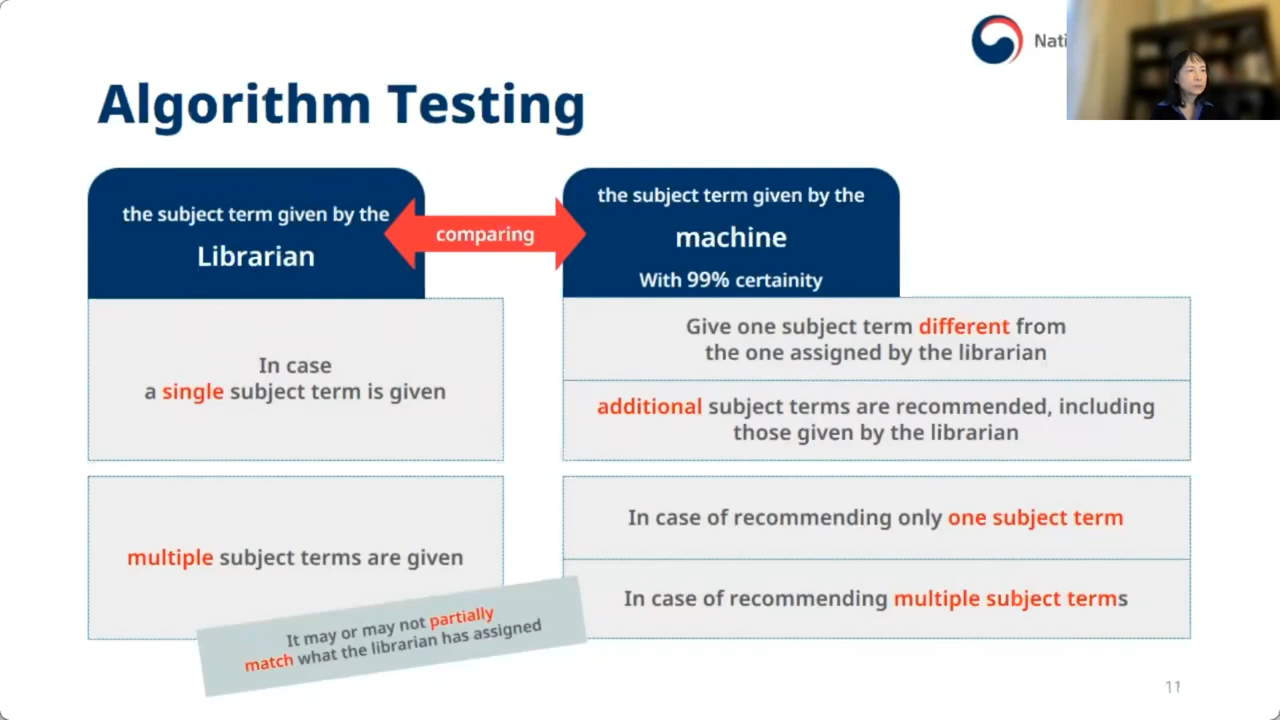 Nati
Algorithm Testing
the subject term given by the
Librarian
comparing
the subject term given by the
machine
With 99% certainity
In case
a single subject term is given
Give one subject term different from
the one assigned by the librarian
additional subject terms are recommended, including
those given by the librarian
multiple subject terms are given
In case of recommending only one subject term
In case of recommending multiple subject terms
It may or may not partially
match what the librarian has assigned
11